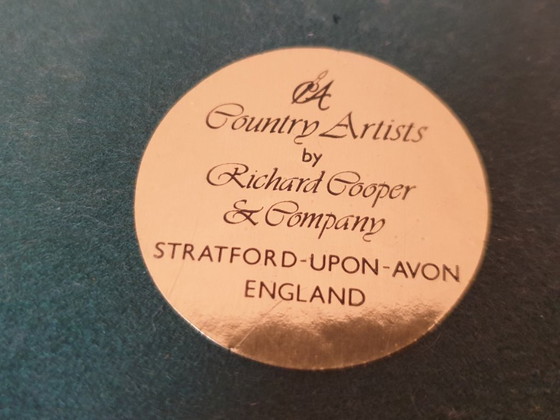 CA
Country Artists
by
Richard Cooper
& Company
STRATFORD-UPON-AVON
ENGLAND